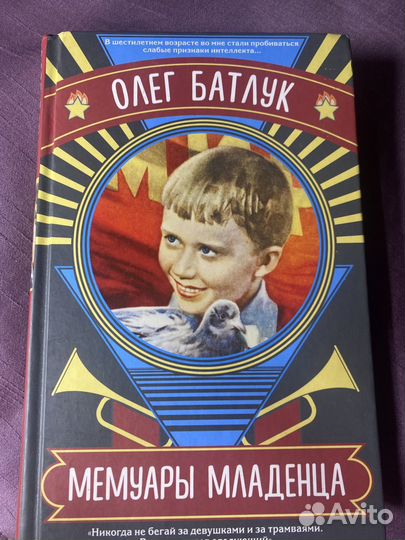 В шестилетнем возрасте во мне стали пробиваться
слабые признаки интеллекта...
ОЛЕГ БАТЛУК
МИР
МЕМУАРЫ МЛАДЕНЦА
«Никогда не бегай за девушками и за трамваями.
Avito